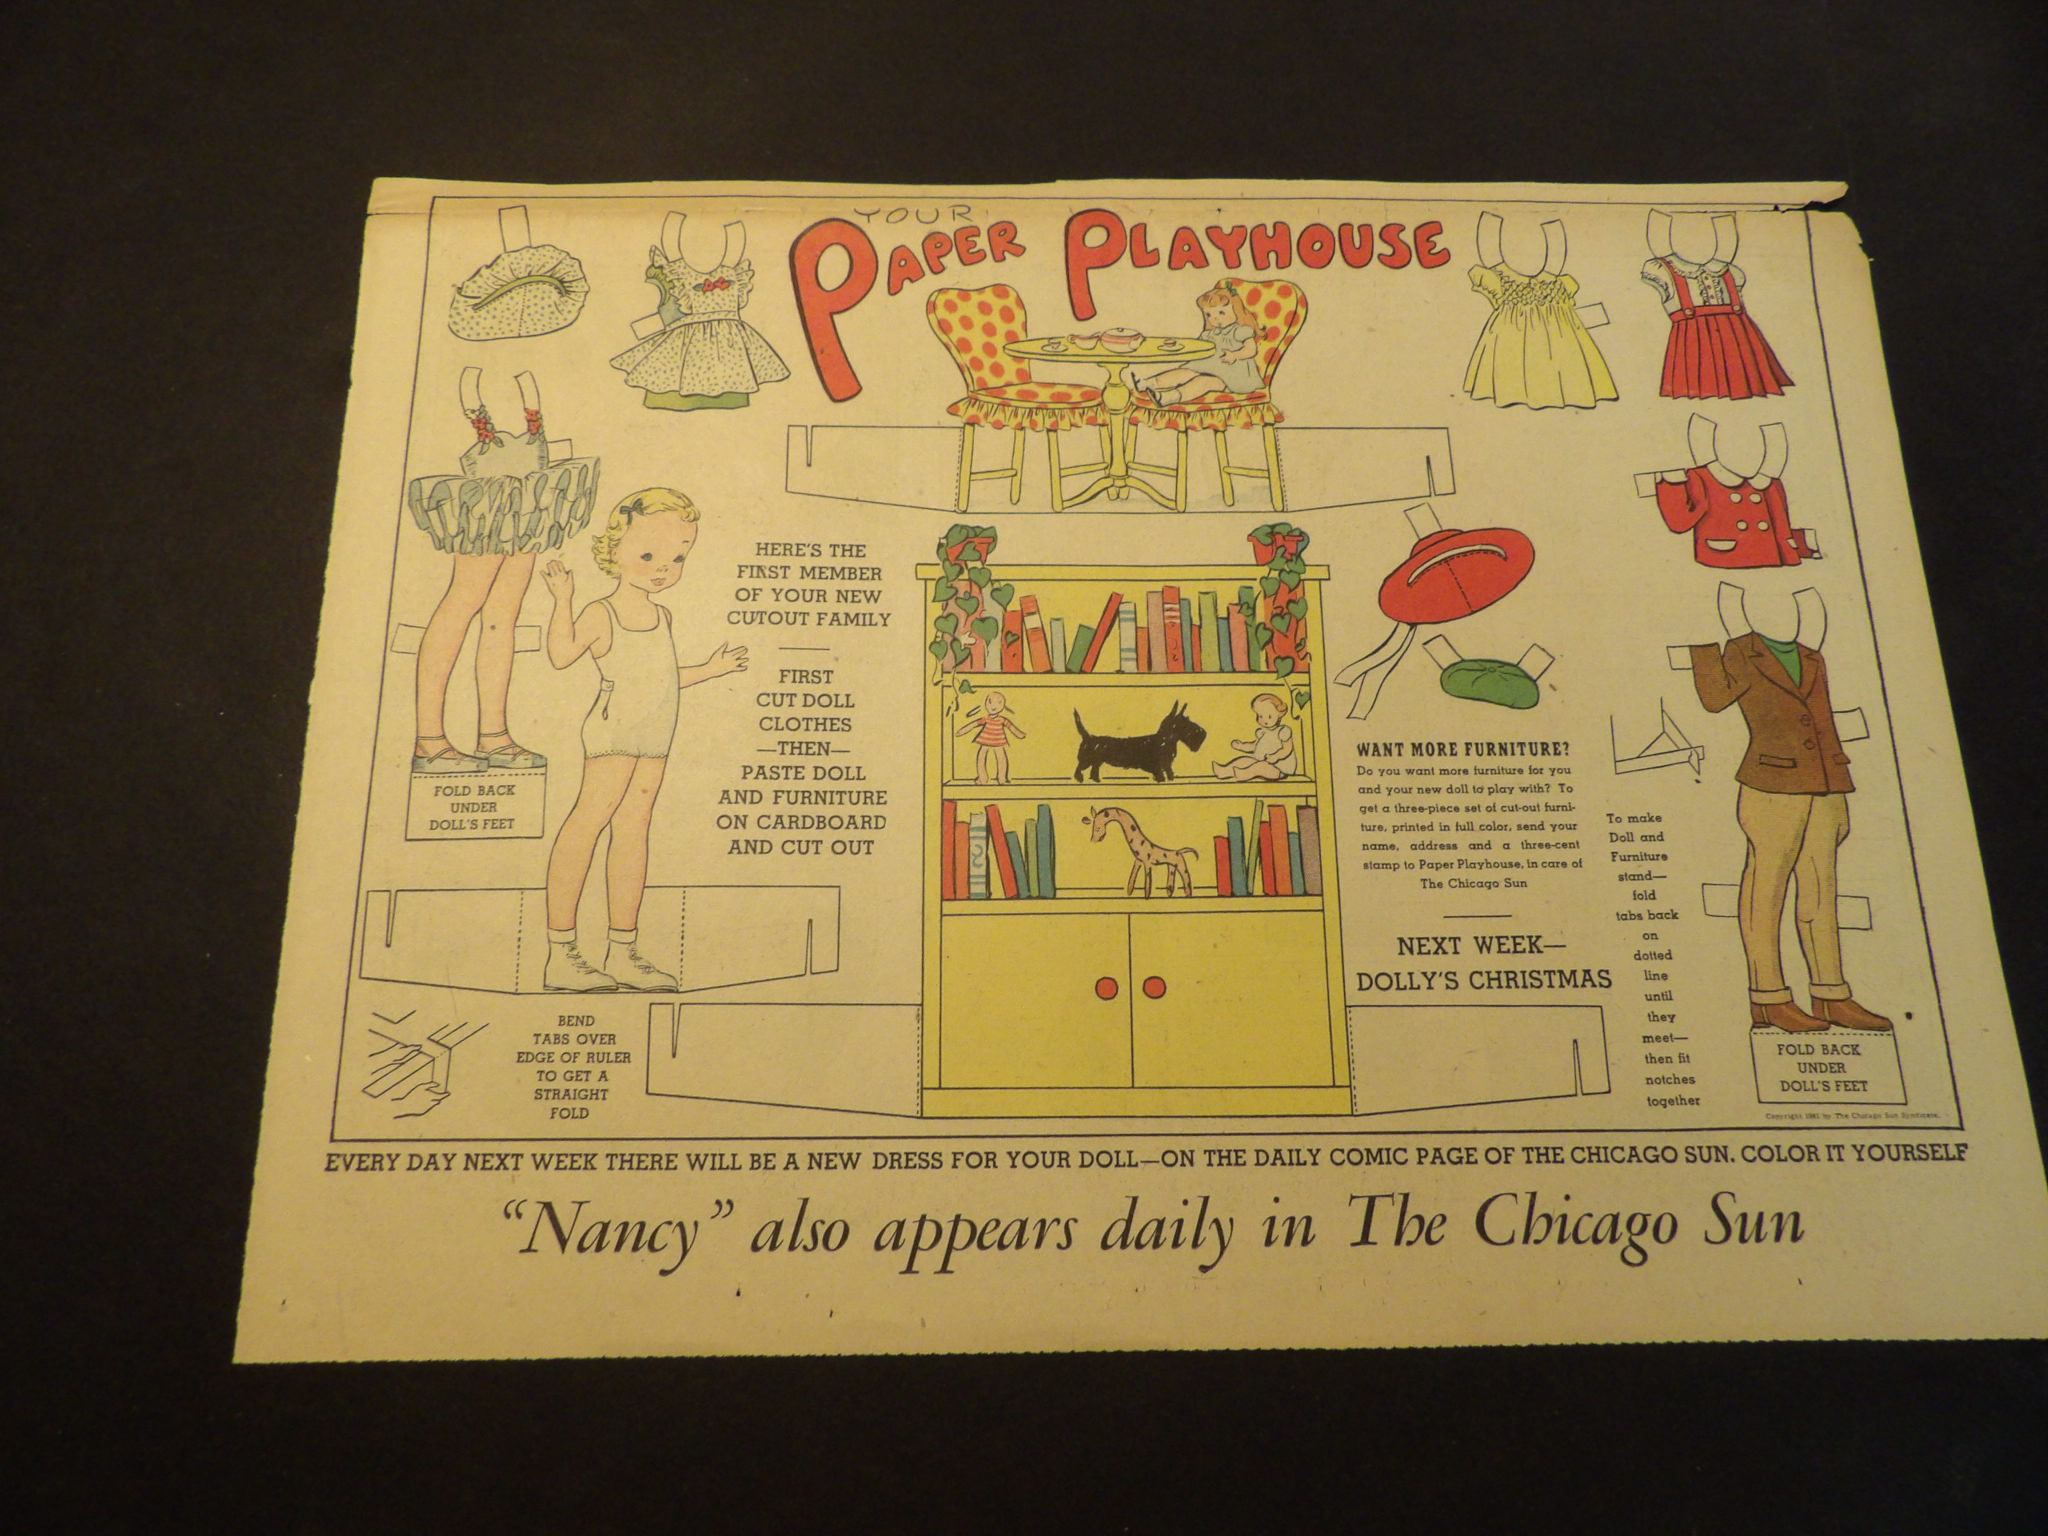 YOUR
PAPER PLAYHOUSE
HERE'S THE
FIRST MEMBER
OF YOUR NEW
CUTOUT FAMILY
FIRST
CUT DOLL
CLOTHES
—THEN—
PASTE DOLL
AND FURNITURE
ON CARDBOARD
AND CUT OUT
FOLD BACK
UNDER
DOLL'S FEET
BEND
TABS OVER
EDGE OF RULER
TO GET A
STRAIGHT
FOLD
WANT MORE FURNITURE?
Do you want more furniture for you
and your new doll to play with? To
get a three-piece set of cut-out furni-
ture, printed in full color, send your
name, address and a three-cent
stamp to Paper Playhouse, in care of
The Chicago Sun
NEXT WEEK—
DOLLY'S CHRISTMAS
To make
Doll and
Furniture
stand—
fold
tabs back
on
dotted
line
until
they
meet—
then fit
notches
together
FOLD BACK
UNDER
DOLL'S FEET
Copyright 1941 by The Chicago Sun Syndicate.
EVERY DAY NEXT WEEK THERE WILL BE A NEW DRESS FOR YOUR DOLL—ON THE DAILY COMIC PAGE OF THE CHICAGO SUN. COLOR IT YOURSELF
"Nancy" also appears daily in The Chicago Sun